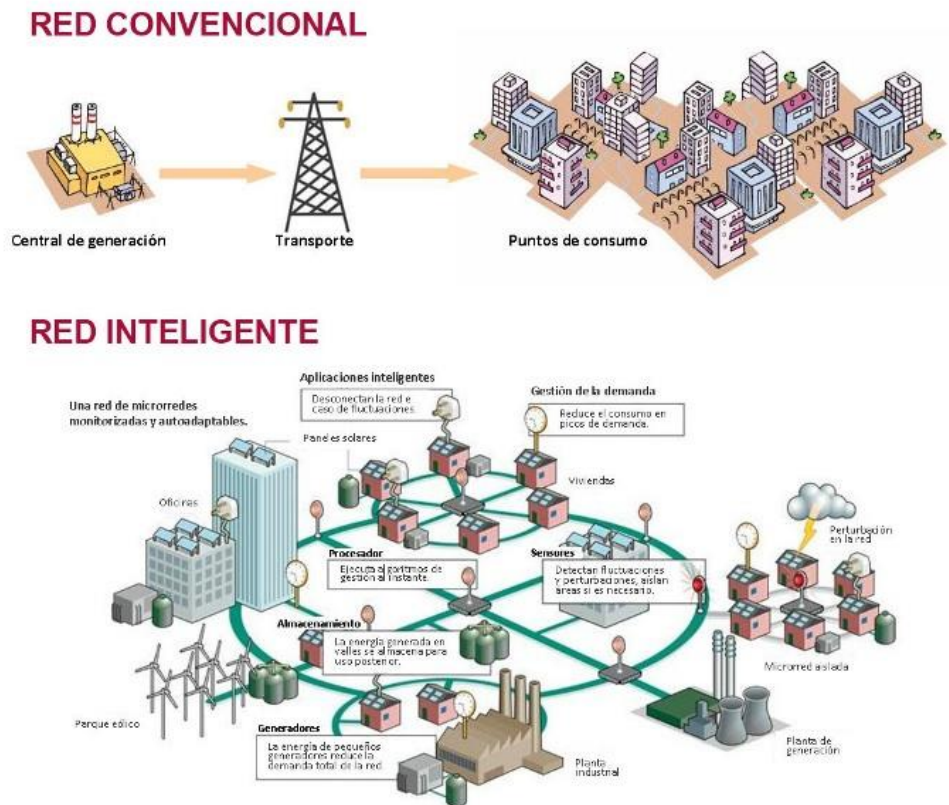 RED CONVENCIONAL
Central de generación
Transporte
Puntos de consumo
RED INTELIGENTE
Una red de microrredes
monitorizadas y autoadaptables.
Aplicaciones inteligentes
Desconectan la red e
caso de fluctuaciones.
Gestión de la demanda
Reduce el consumo en
picos de demanda.
Paneles solares
Oficinas
Viviendas
Perturbación
en la red
Procesador
Ejecuta algoritmos de
gestión al instante.
Sensores
Detectan fluctuaciones
y perturbaciones, aislan
areas si es necesario.
Almacenamiento
La energía generada en
valles se almacena para
uso posterior.
Microrred aislada
Parque eólico
Generadores
La energía de pequeños
generadores reduce la
demanda total de la red.
Planta
industrial
Planta de
generación